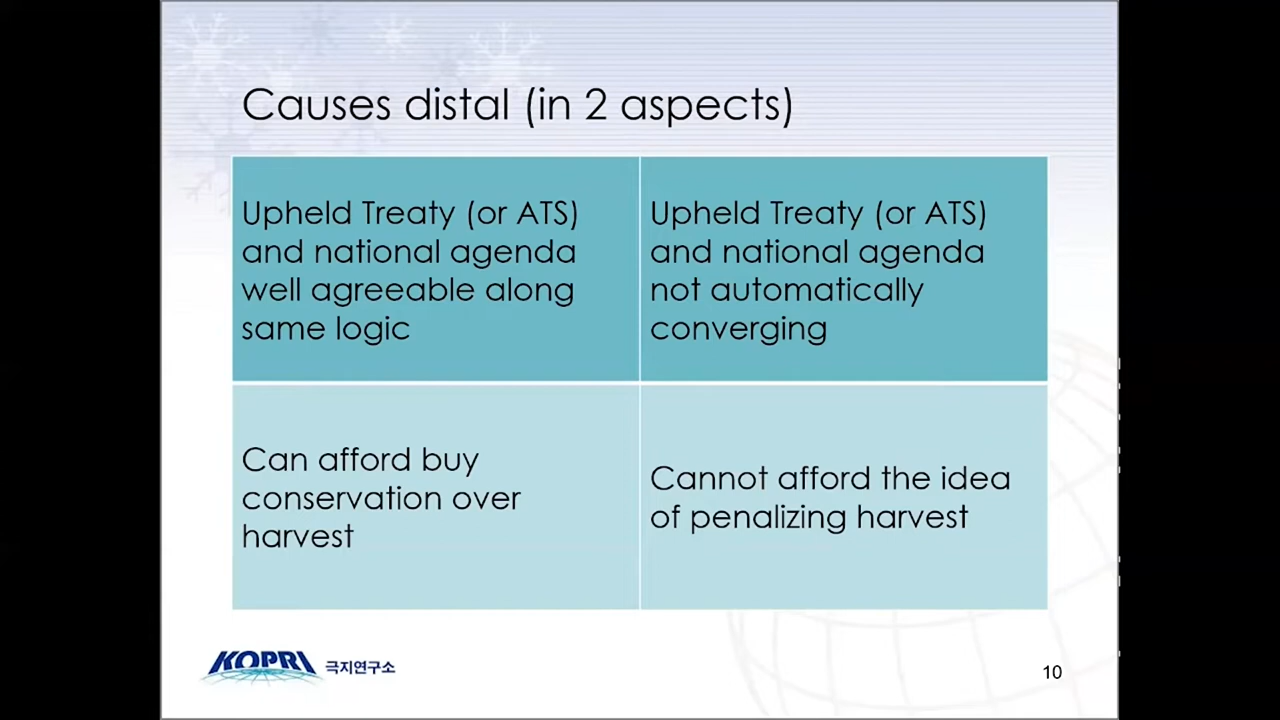 Causes distal (in 2 aspects)
Upheld Treaty (or ATS)
and national agenda
well agreeable along
same logic
Upheld Treaty (or ATS)
and national agenda
not automatically
converging
Can afford buy
conservation over
harvest
Cannot afford the idea
of penalizing harvest
KOPRI 극지연구소
10